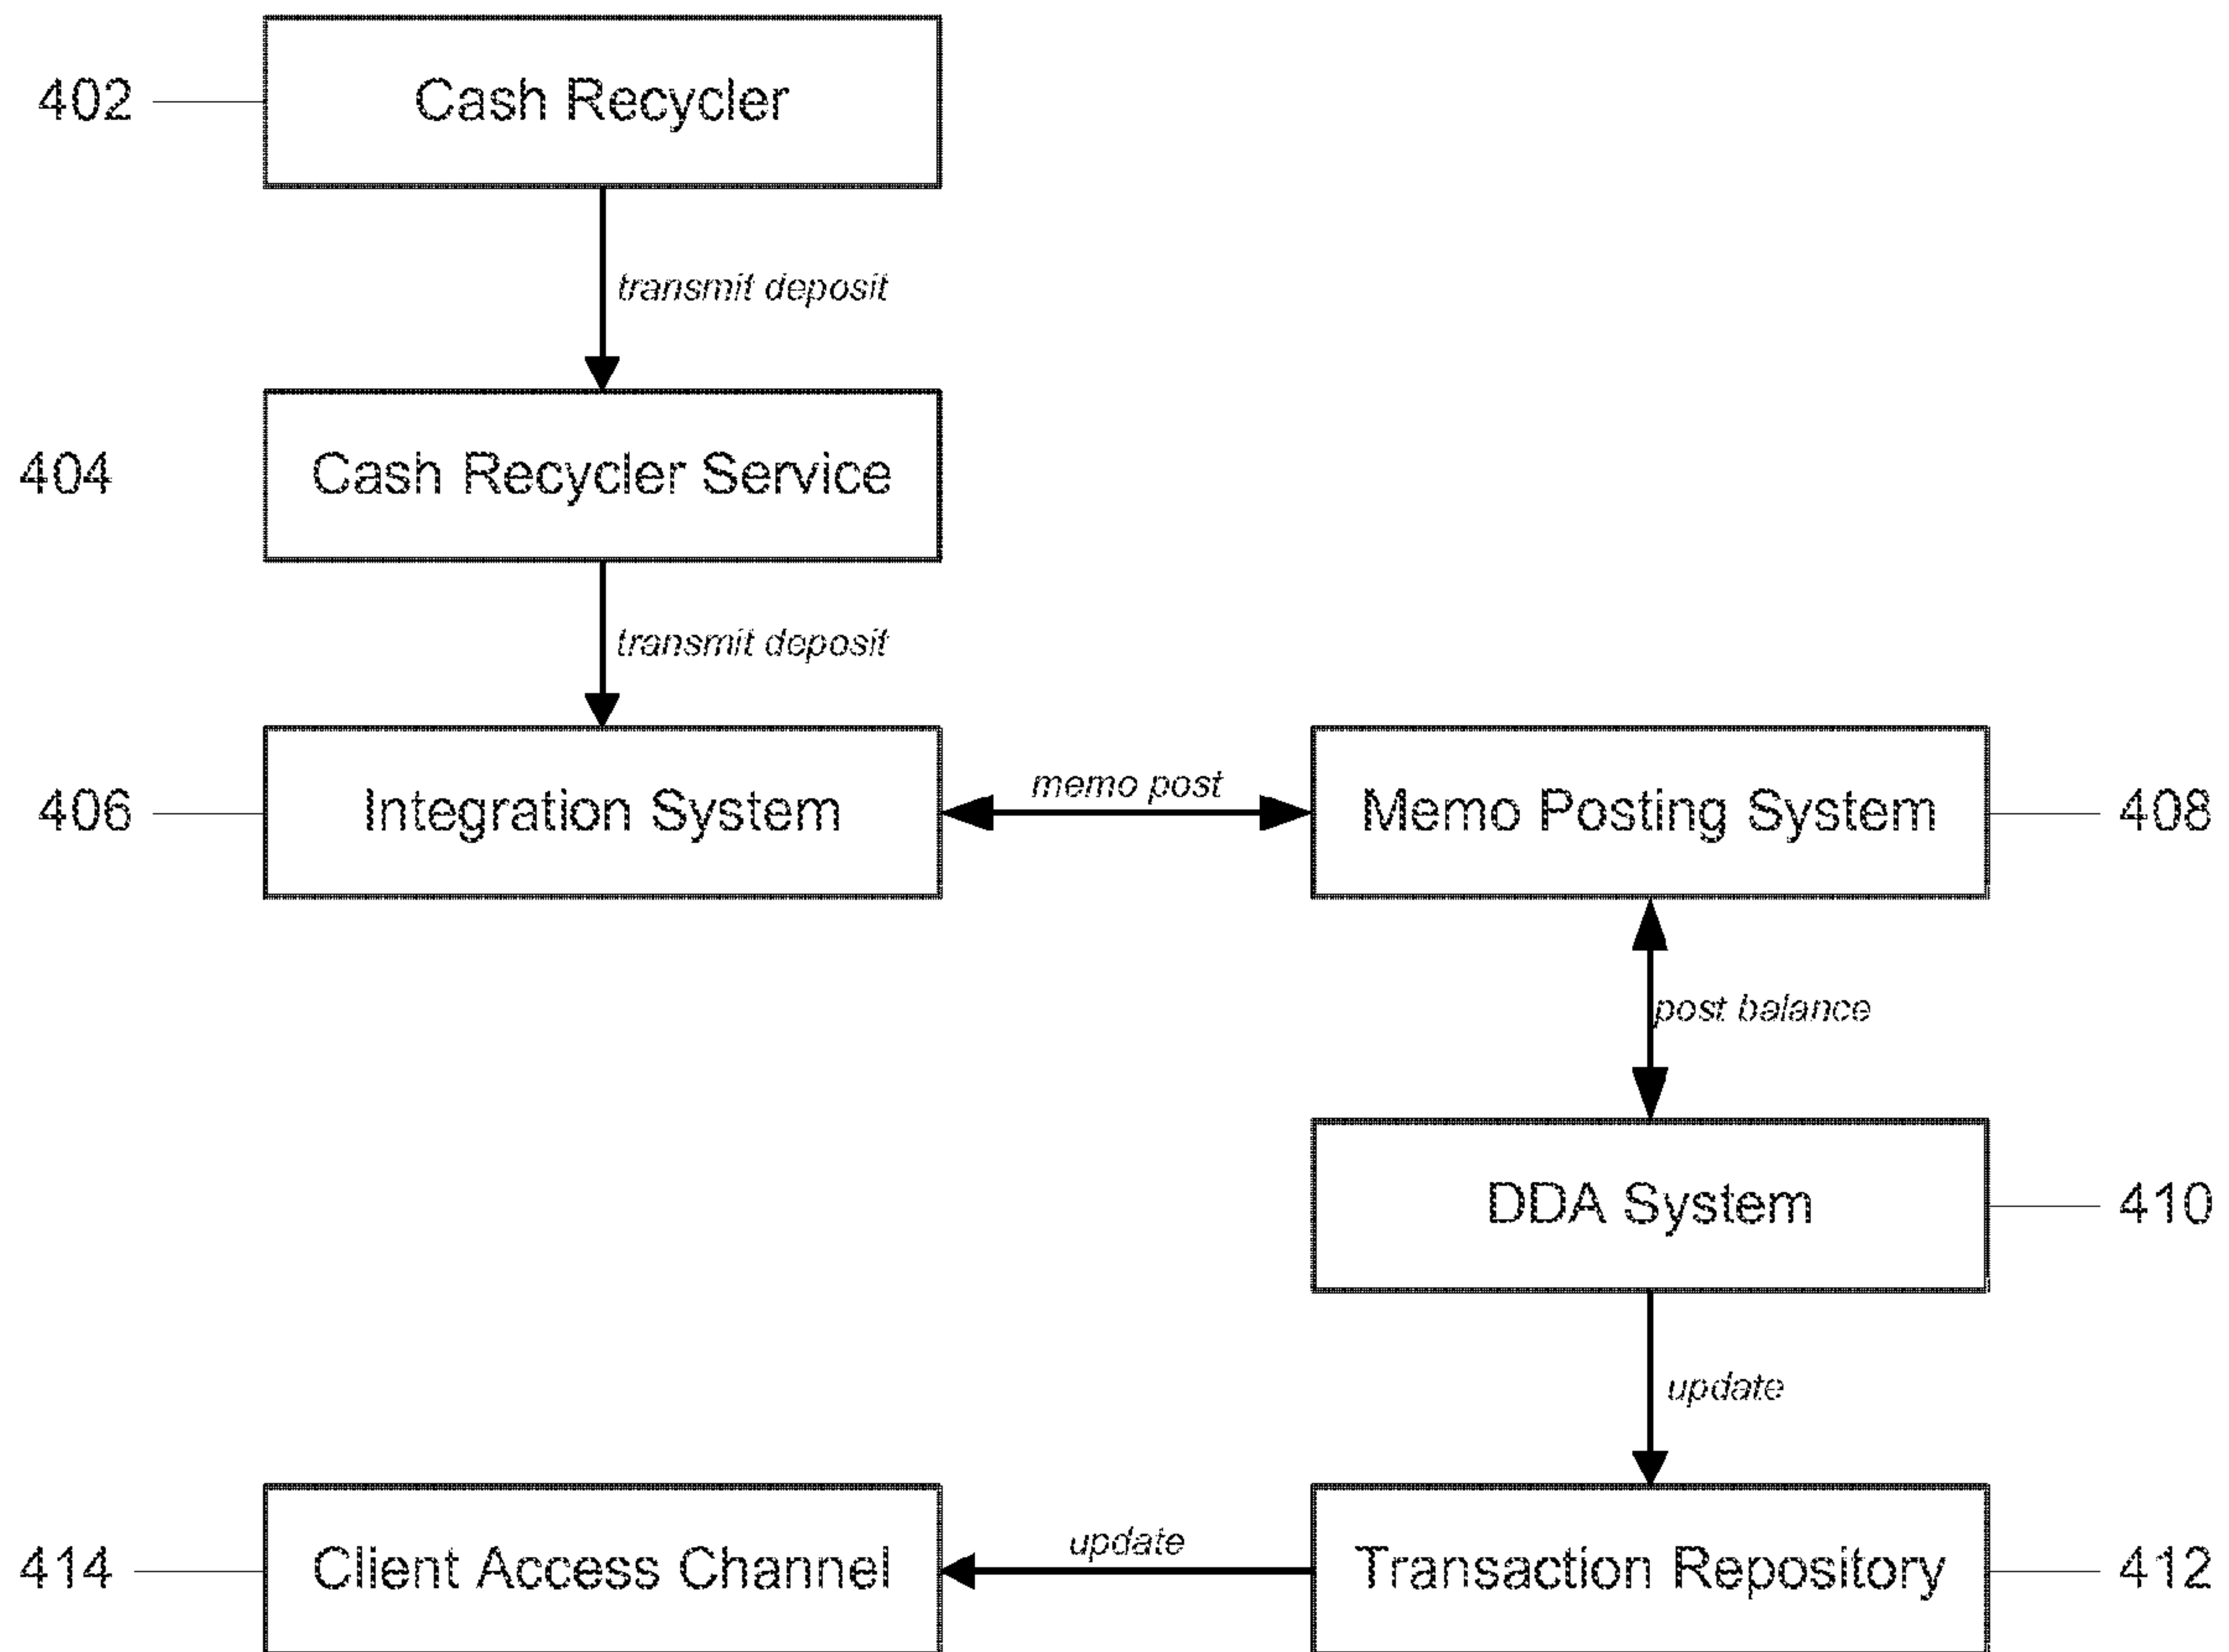 402
Cash Recycler
transmit deposit
404
Cash Recycler Service
transmit deposit
406
Integration System
memo post
Memo Posting System
408
post balance
DDA System
410
update
414
Client Access Channel
update
Transaction Repository
412